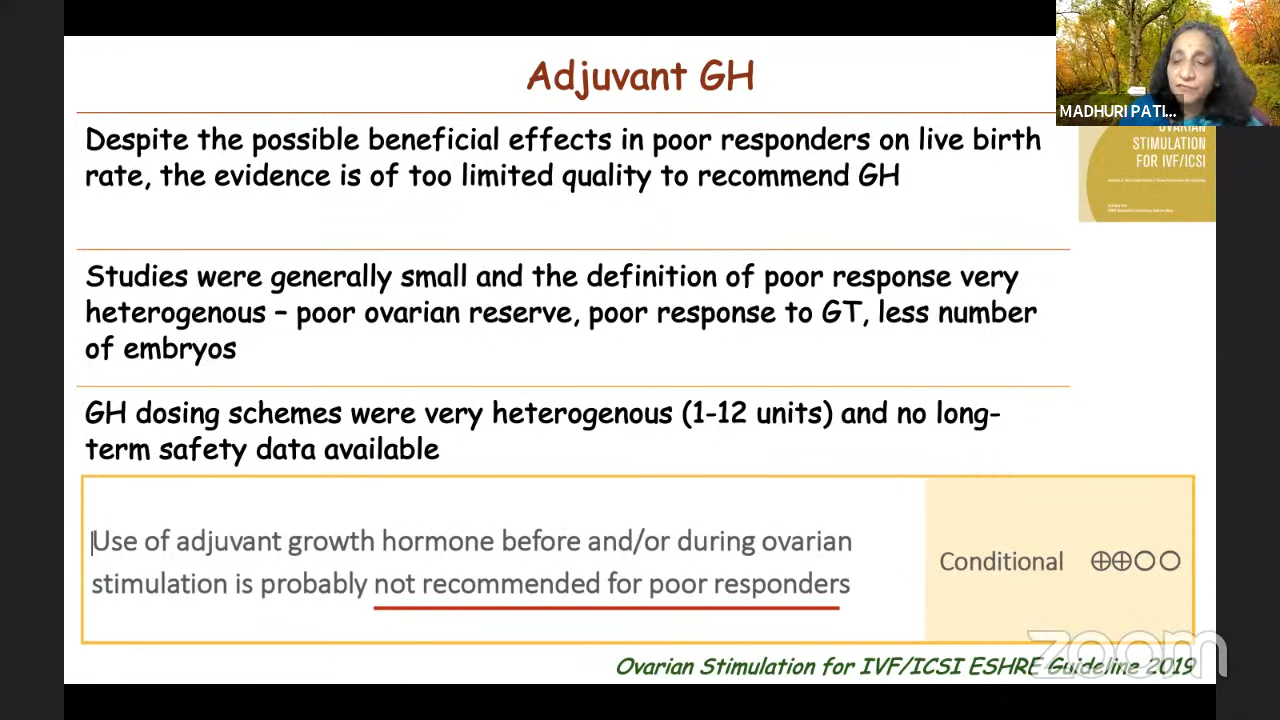 Adjuvant GH
MADHURI PATI...
OVARIAN
STIMULATION
FOR IVF/ICSI
Despite the possible beneficial effects in poor responders on live birth
rate, the evidence is of too limited quality to recommend GH
Studies were generally small and the definition of poor response very
heterogenous – poor ovarian reserve, poor response to GT, less number
of embryos
GH dosing schemes were very heterogenous (1-12 units) and no long-
term safety data available
Use of adjuvant growth hormone before and/or during ovarian
stimulation is probably not recommended for poor responders
Conditional ⊕⊕○○
zoom
Ovarian Stimulation for IVF/ICSI ESHRE Guideline 2019